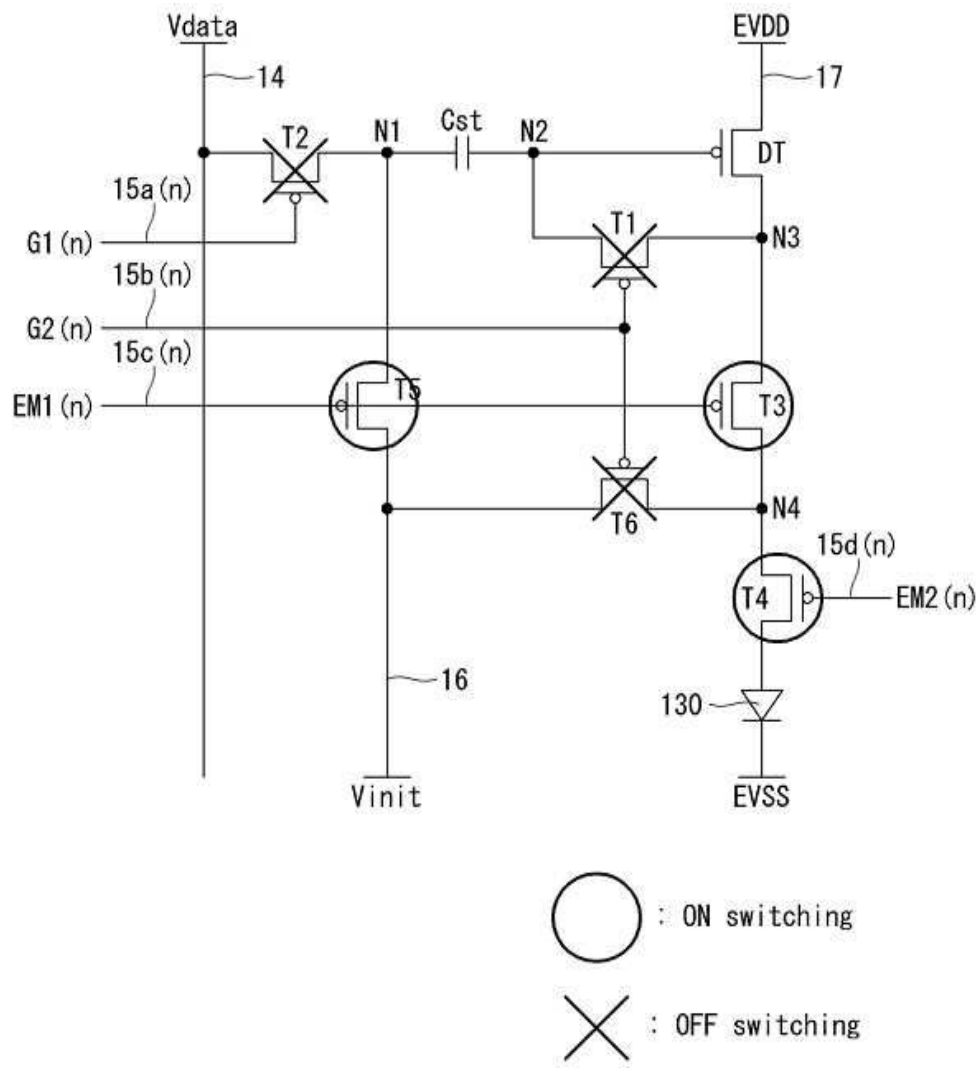 Vdata
EVDD
14
17
T2
N1
Cst
N2
DT
15a(n)
T1
G1(n)
N3
15b(n)
G2(n)
15c(n)
T5
EM1(n)
T3
T6
N4
15d(n)
T4
EM2(n)
16
130
Vinit
EVSS
: ON switching
: OFF switching